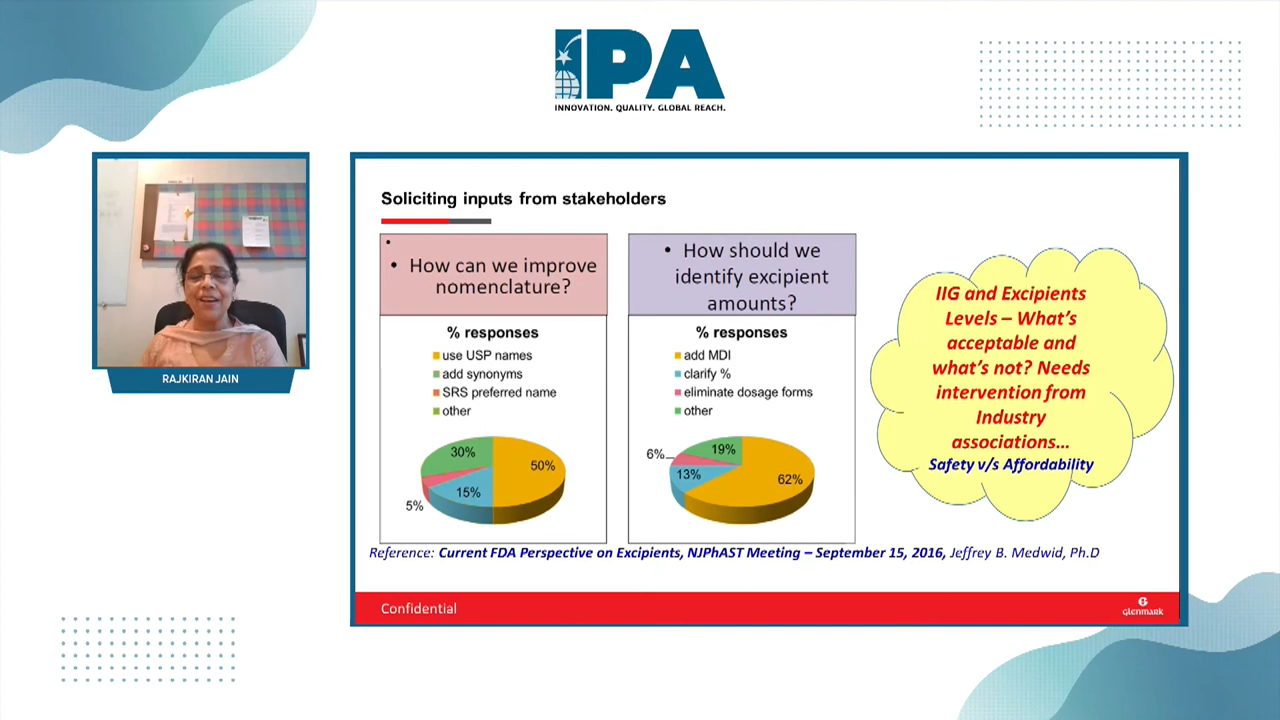 IPA
INNOVATION. QUALITY. GLOBAL REACH.
RAJKIRAN JAIN
Soliciting inputs from stakeholders
•
• How can we improve
nomenclature?
% responses
use USP names
add synonyms
SRS preferred name
other
30%
50%
15%
5%
• How should we
identify excipient
amounts?
% responses
add MDI
clarify %
eliminate dosage forms
other
19%
6%
13%
62%
IIG and Excipients
Levels – What’s
acceptable and
what’s not? Needs
intervention from
Industry
associations…
Safety v/s Affordability
Reference: Current FDA Perspective on Excipients, NJPhAST Meeting – September 15, 2016, Jeffrey B. Medwid, Ph.D
Confidential
Glenmark